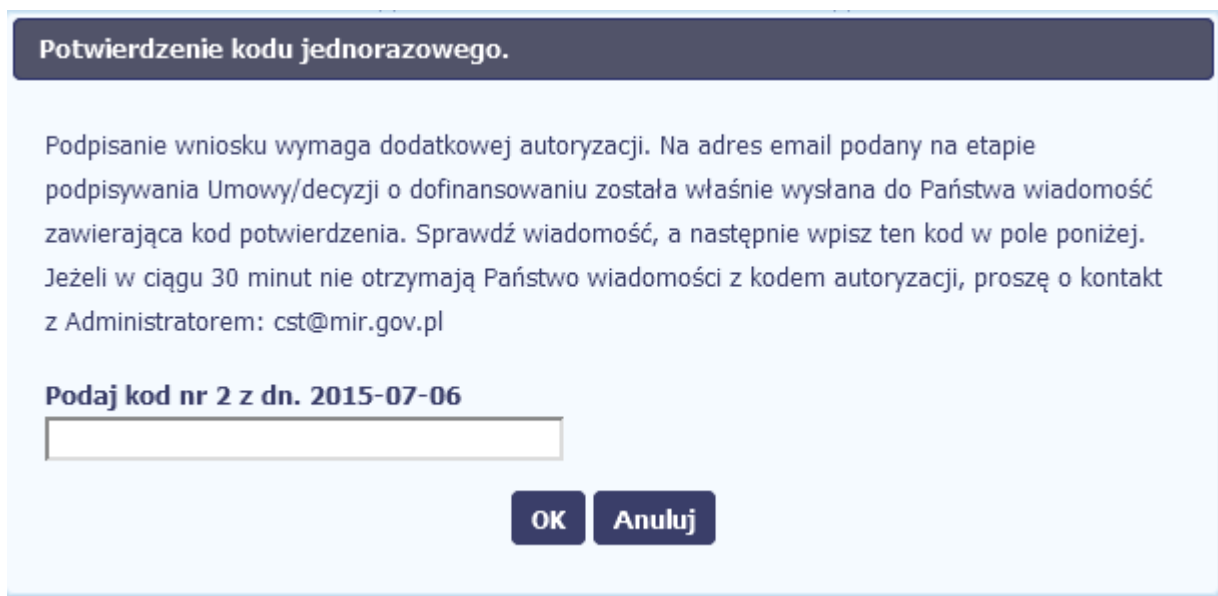 Potwierdzenie kodu jednorazowego.
Podpisanie wniosku wymaga dodatkowej autoryzacji. Na adres email podany na etapie
podpisywania Umowy/decyzji o dofinansowaniu została właśnie wysłana do Państwa wiadomość
zawierająca kod potwierdzenia. Sprawdź wiadomość, a następnie wpisz ten kod w pole poniżej.
Jeżeli w ciągu 30 minut nie otrzymają Państwo wiadomości z kodem autoryzacji, proszę o kontakt
z Administratorem: cst@mir.gov.pl
Podaj kod nr 2 z dn. 2015-07-06
OK Anuluj